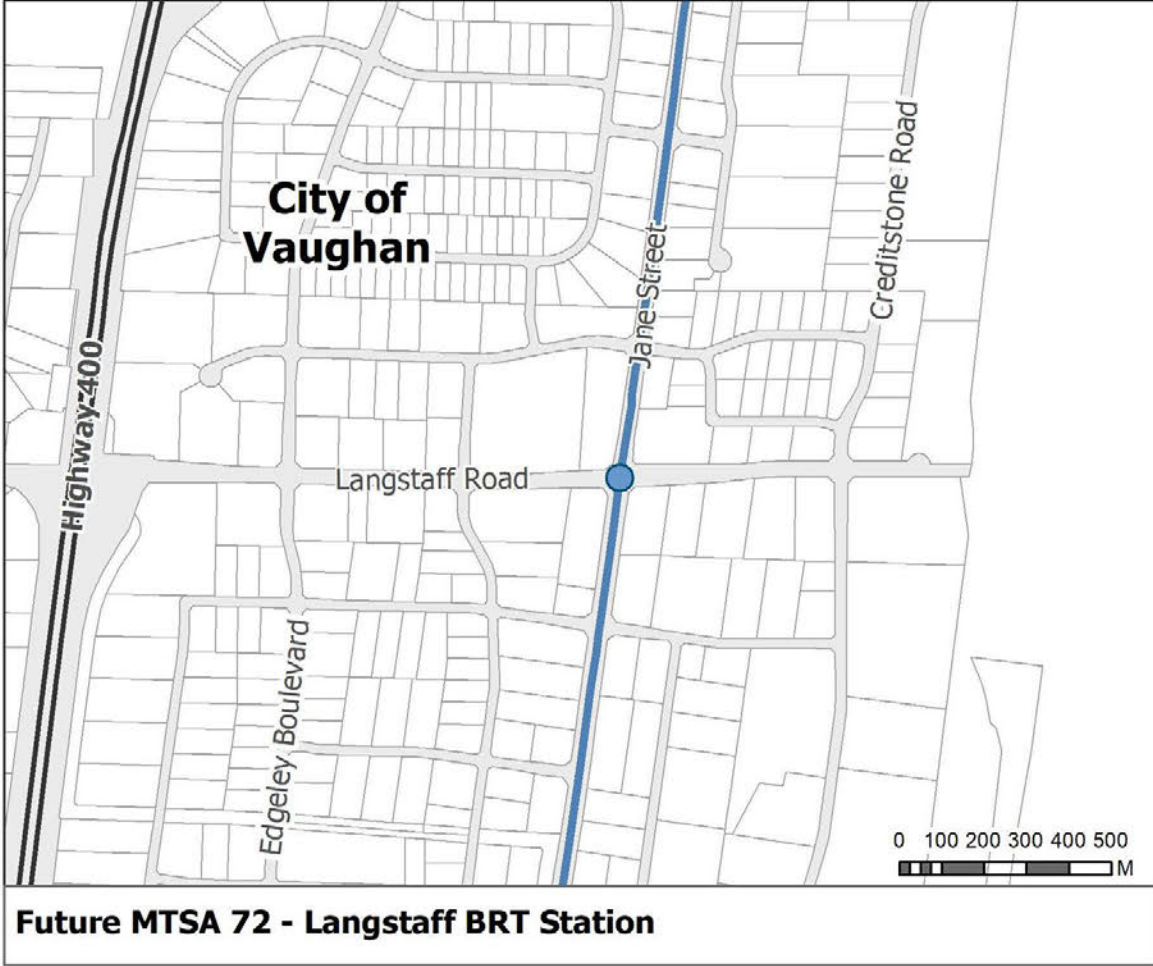 City of
Vaughan
Creditstone Road
Jane Street
Highway 400
Langstaff Road
Edgeley Boulevard
0 100 200 300 400 500
M
Future MTSA 72 - Langstaff BRT Station